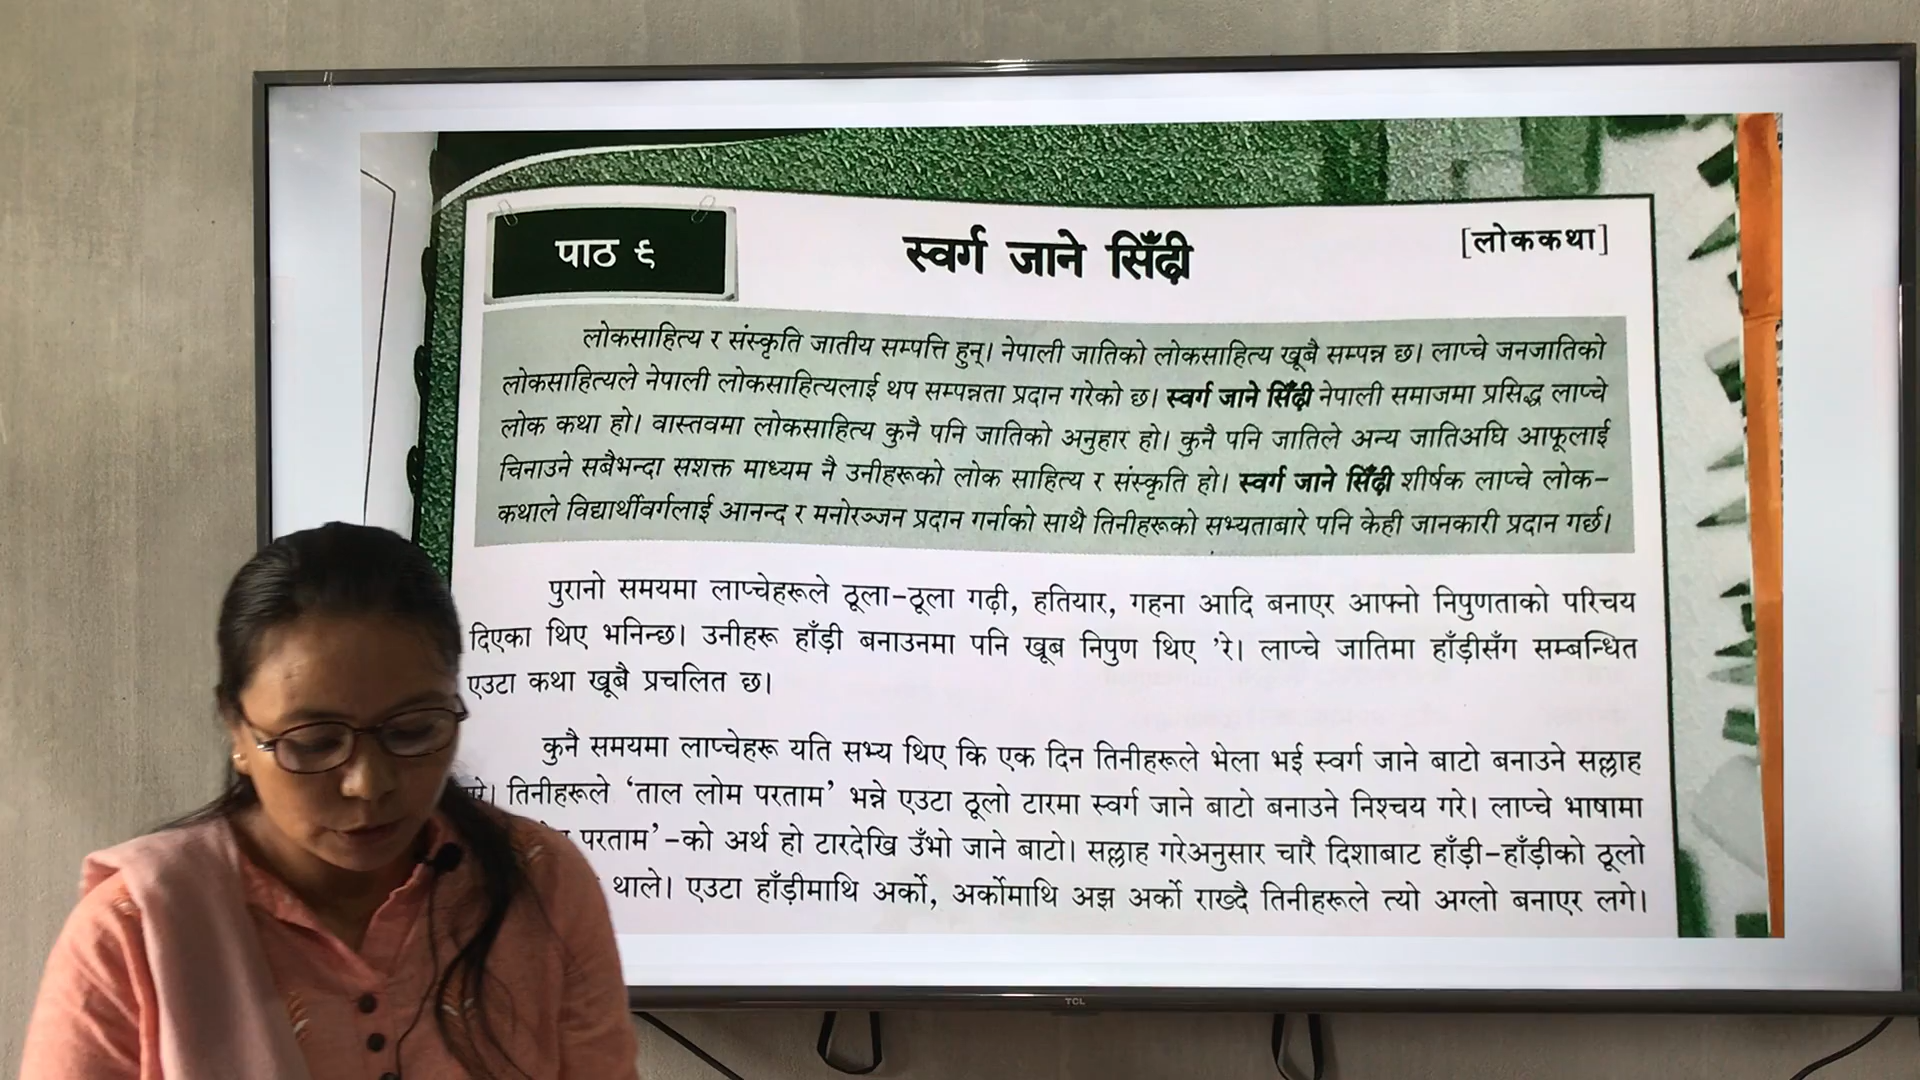 पाठ ९
स्वर्ग जाने सिँढी
[लोककथा]
लोकसाहित्य र संस्कृति जातीय सम्पत्ति हुन्। नेपाली जातिको लोकसाहित्य खूबै सम्पन्न छ। लाप्चे जनजातिको
लोकसाहित्यले नेपाली लोकसाहित्यलाई थप सम्पन्नता प्रदान गरेको छ। स्वर्ग जाने सिँढी नेपाली समाजमा प्रसिद्ध लाप्चे
लोक कथा हो। वास्तवमा लोकसाहित्य कुनै पनि जातिको अनुहार हो। कुनै पनि जातिले अन्य जातिअघि आफूलाई
चिनाउने सबैभन्दा सशक्त माध्यम नै उनीहरूको लोक साहित्य र संस्कृति हो। स्वर्ग जाने सिँढी शीर्षक लाप्चे लोक-
कथाले विद्यार्थीवर्गलाई आनन्द र मनोरञ्जन प्रदान गर्नाको साथै तिनीहरूको सभ्यताबारे पनि केही जानकारी प्रदान गर्छ।
पुरानो समयमा लाप्चेहरूले ठूला-ठूला गढ़ी, हतियार, गहना आदि बनाएर आफ्नो निपुणताको परिचय
दिएका थिए भनिन्छ। उनीहरू हाँड़ी बनाउनमा पनि खूब निपुण थिए 'रे। लाप्चे जातिमा हाँड़ीसँग सम्बन्धित
एउटा कथा खूबै प्रचलित छ।
कुनै समयमा लाप्चेहरू यति सभ्य थिए कि एक दिन तिनीहरूले भेला भई स्वर्ग जाने बाटो बनाउने सल्लाह
तिनीहरूले ‘ताल लोम परताम’ भन्ने एउटा ठूलो टारमा स्वर्ग जाने बाटो बनाउने निश्चय गरे। लाप्चे भाषामा
परताम’-को अर्थ हो टारदेखि उँभो जाने बाटो। सल्लाह गरेअनुसार चारै दिशाबाट हाँड़ी-हाँड़ीको ठूलो
थाले। एउटा हाँड़ीमाथि अर्को, अर्कोमाथि अझ अर्को राख्दै तिनीहरूले त्यो अग्लो बनाएर लगे।
TCL